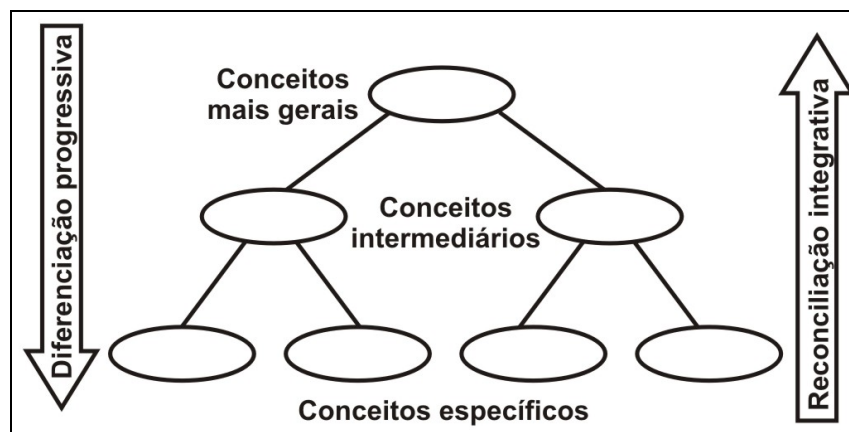 Diferenciação progressiva
Conceitos
mais gerais
Conceitos
intermediários
Conceitos específicos
Reconciliação integrativa